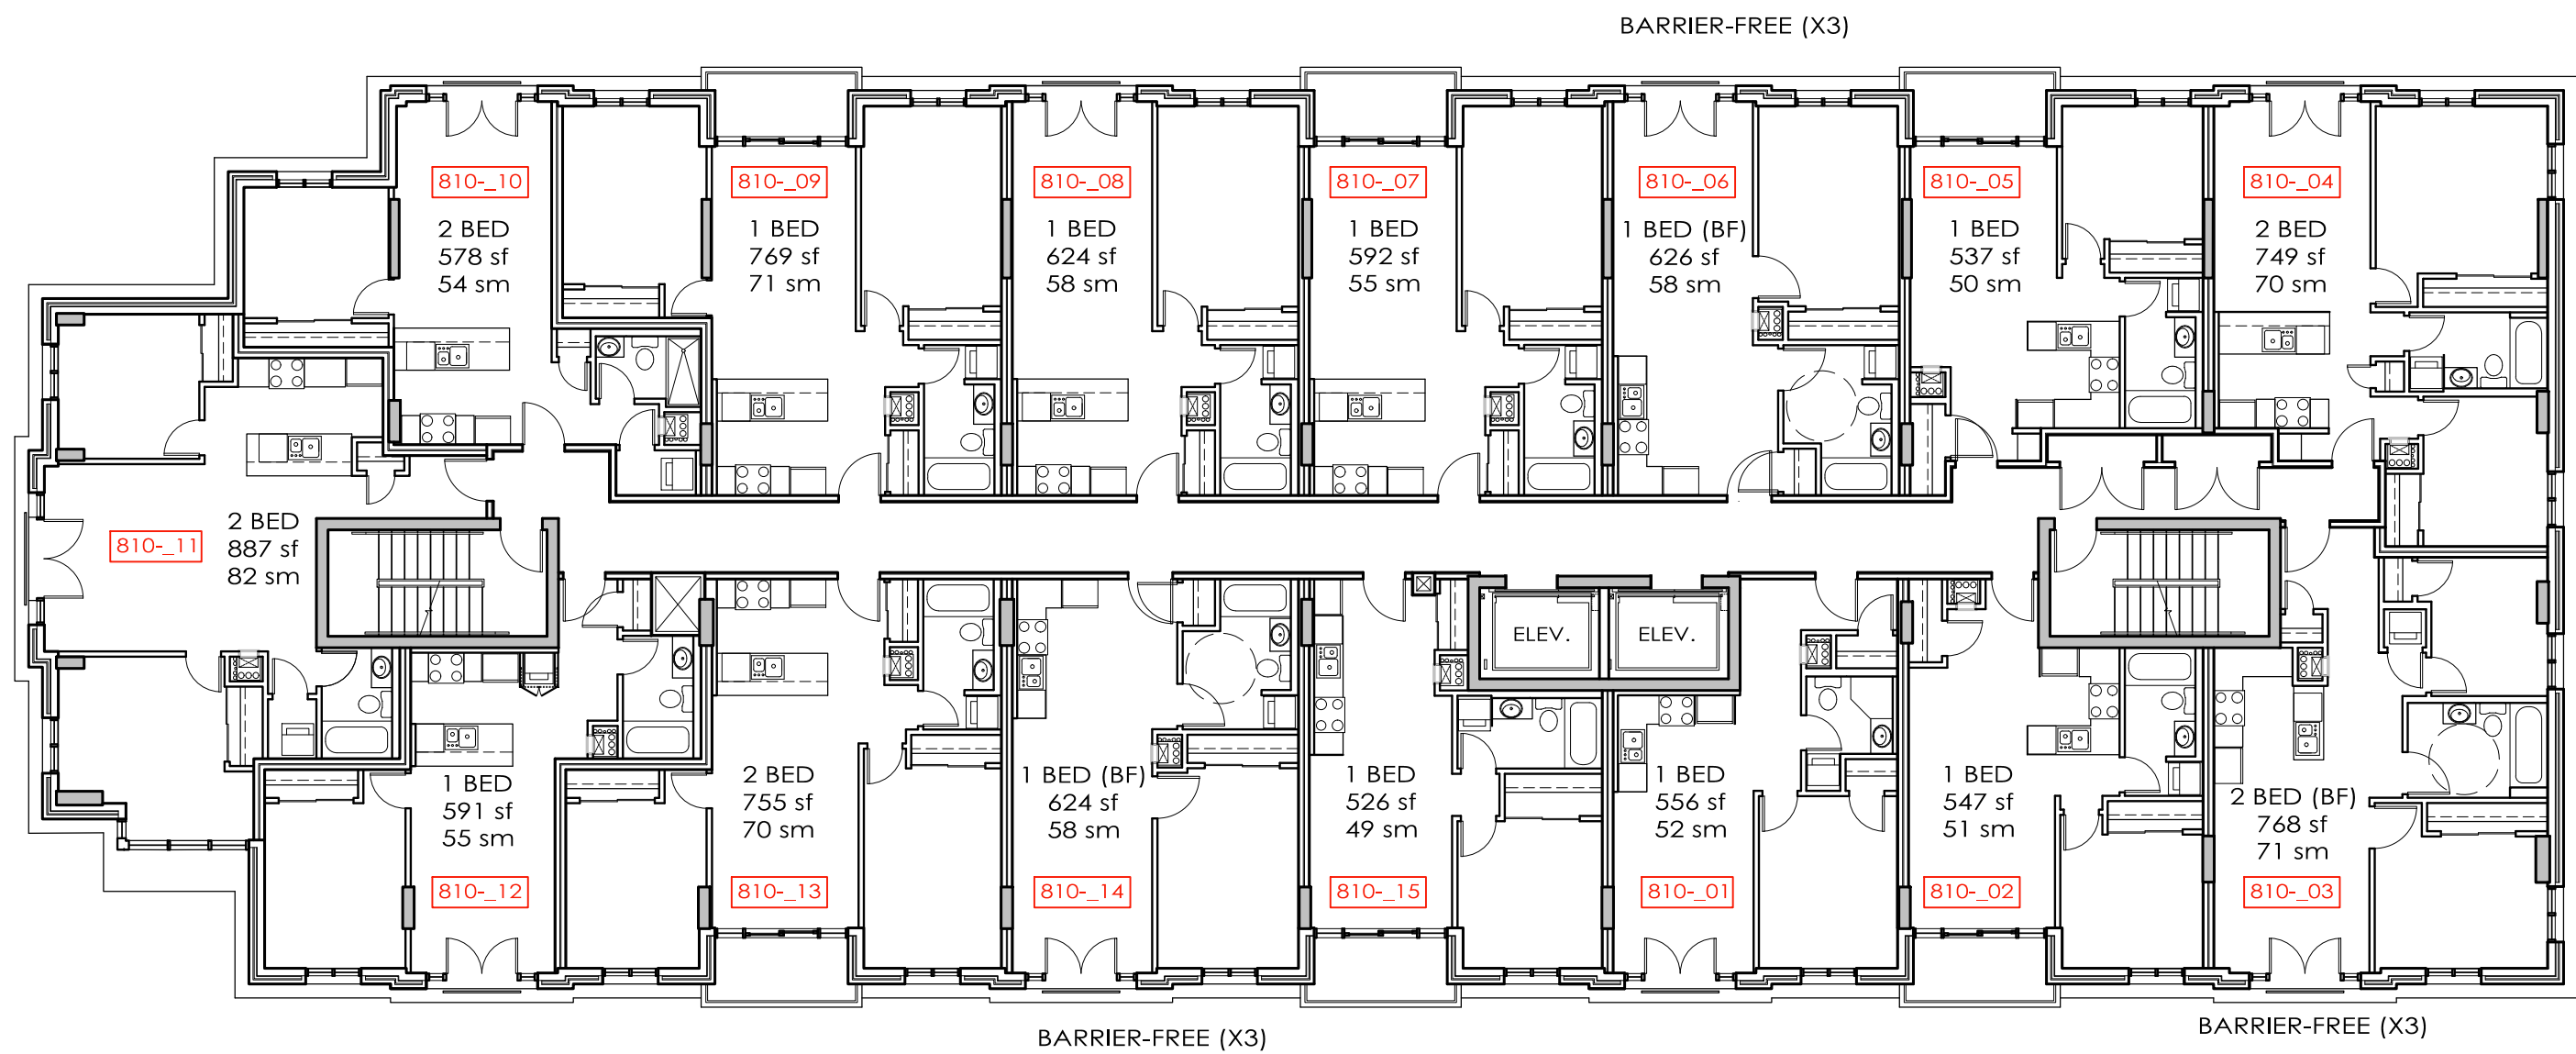 BARRIER-FREE (X3)
810-_10
2 BED
578 sf
54 sm
810-_09
1 BED
769 sf
71 sm
810-_08
1 BED
624 sf
58 sm
810-_07
1 BED
592 sf
55 sm
810-_06
1 BED (BF)
626 sf
58 sm
810-_05
1 BED
537 sf
50 sm
810-_04
2 BED
749 sf
70 sm
810-_11
2 BED
887 sf
82 sm
ELEV.
ELEV.
1 BED
591 sf
55 sm
810-_12
2 BED
755 sf
70 sm
810-_13
1 BED (BF)
624 sf
58 sm
810-_14
1 BED
526 sf
49 sm
810-_15
1 BED
556 sf
52 sm
810-_01
1 BED
547 sf
51 sm
810-_02
2 BED (BF)
768 sf
71 sm
810-_03
BARRIER-FREE (X3)
BARRIER-FREE (X3)